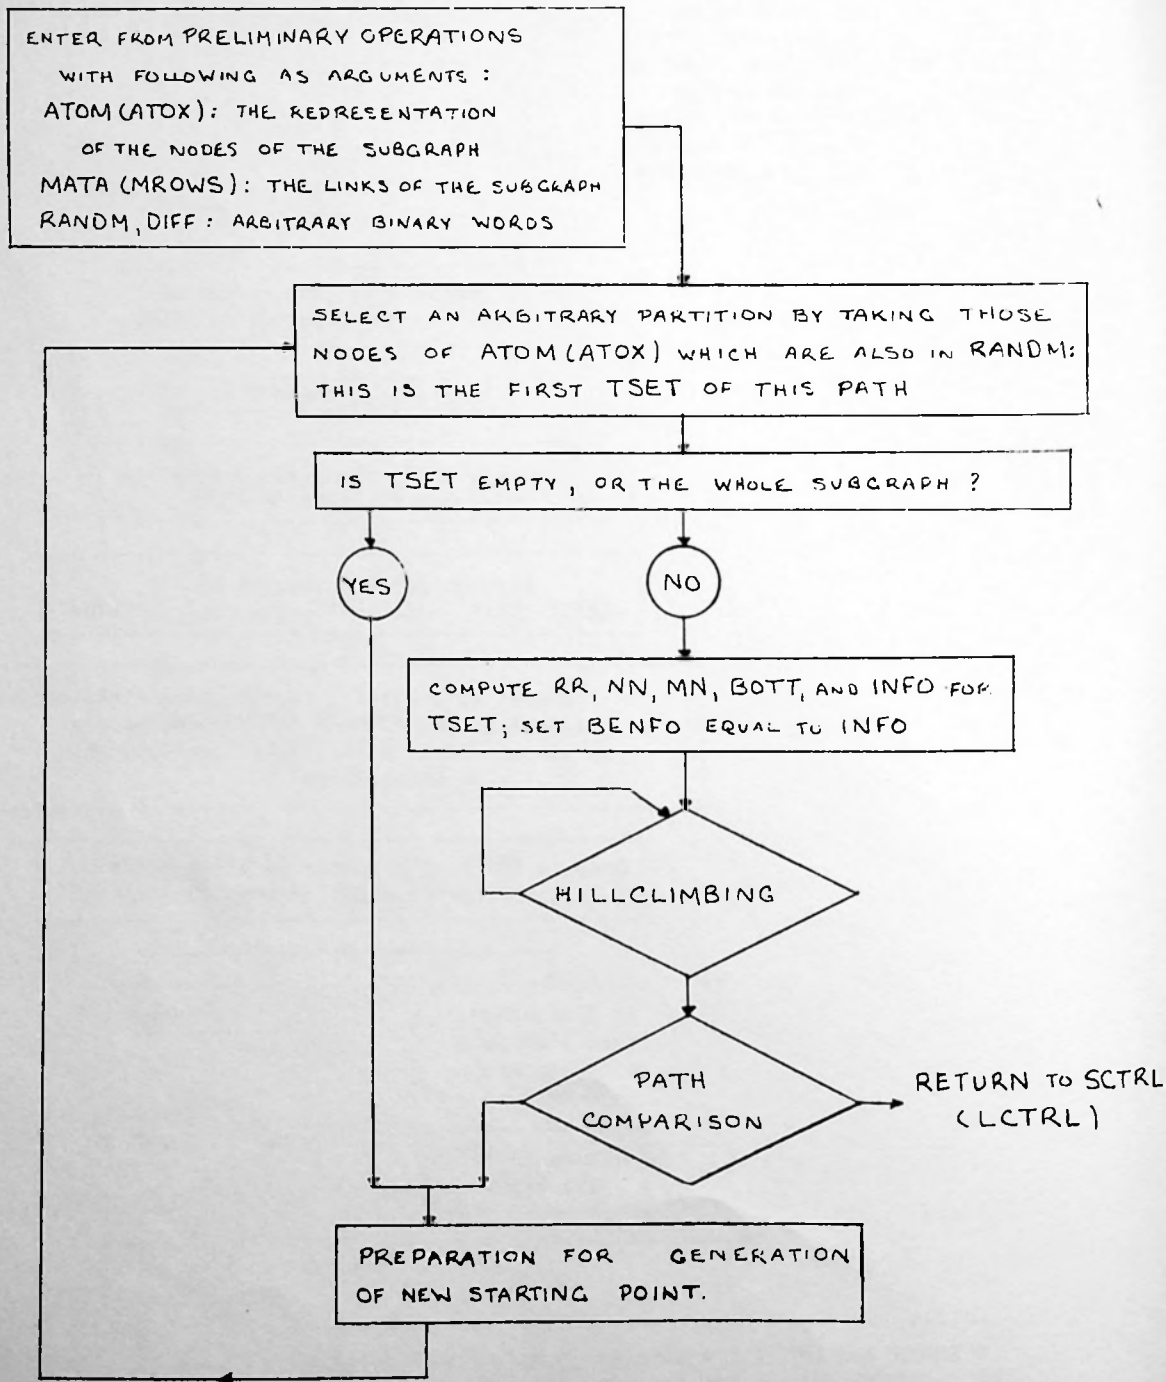 ENTER FROM PRELIMINARY OPERATIONS
WITH FOLLOWING AS ARGUMENTS :
ATOM (ATOX) : THE REPRESENTATION
OF THE NODES OF THE SUBGRAPH
MATA (MROWS) : THE LINKS OF THE SUBGRAPH
RANDM, DIFF : ARBITRARY BINARY WORDS
SELECT AN ARBITRARY PARTITION BY TAKING THOSE
NODES OF ATOM (ATOX) WHICH ARE ALSO IN RANDM:
THIS IS THE FIRST TSET OF THIS PATH
IS TSET EMPTY, OR THE WHOLE SUBGRAPH ?
YES
NO
COMPUTE RR, NN, MN, BOTT, AND INFO FOR
TSET; SET BENFO EQUAL TO INFO
HILLCLIMBING
PATH
COMPARISON
RETURN TO SCTRL
(LCTRL)
PREPARATION FOR GENERATION
OF NEW STARTING POINT.